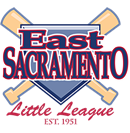 East
SACRAMENTO
Little League
EST. 1951